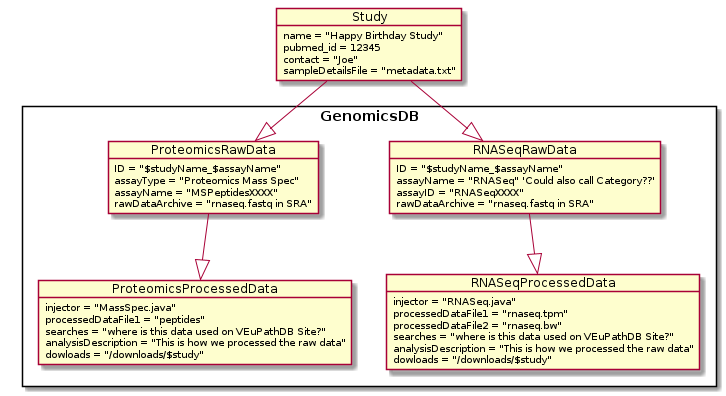 Study
name = "Happy Birthday Study"
pubmed_id = 12345
contact = "Joe"
sampleDetailsFile = "metadata.txt"
GenomicsDB
ProteomicsRawData
ID = "$studyName_$assayName"
assayType = "Proteomics Mass Spec"
assayName = "MSPeptidesXXXX"
rawDataArchive = "rnaseq.fastq in SRA"
RNASeqRawData
ID = "$studyName_$assayName"
assayName = "RNASeq" 'Could also call Category??'
assayID = "RNASeqXXXX"
rawDataArchive = "rnaseq.fastq in SRA"
ProteomicsProcessedData
injector = "MassSpec.java"
processedDataFile1 = "peptides"
searches = "where is this data used on VEuPathDB Site?"
analysisDescription = "This is how we processed the raw data"
dowloads = "/downloads/$study"
RNASeqProcessedData
injector = "RNASeq.java"
processedDataFile1 = "rnaseq.tpm"
processedDataFile2 = "rnaseq.bw"
searches = "where is this data used on VEuPathDB Site?"
analysisDescription = "This is how we processed the raw data"
dowloads = "/downloads/$study"